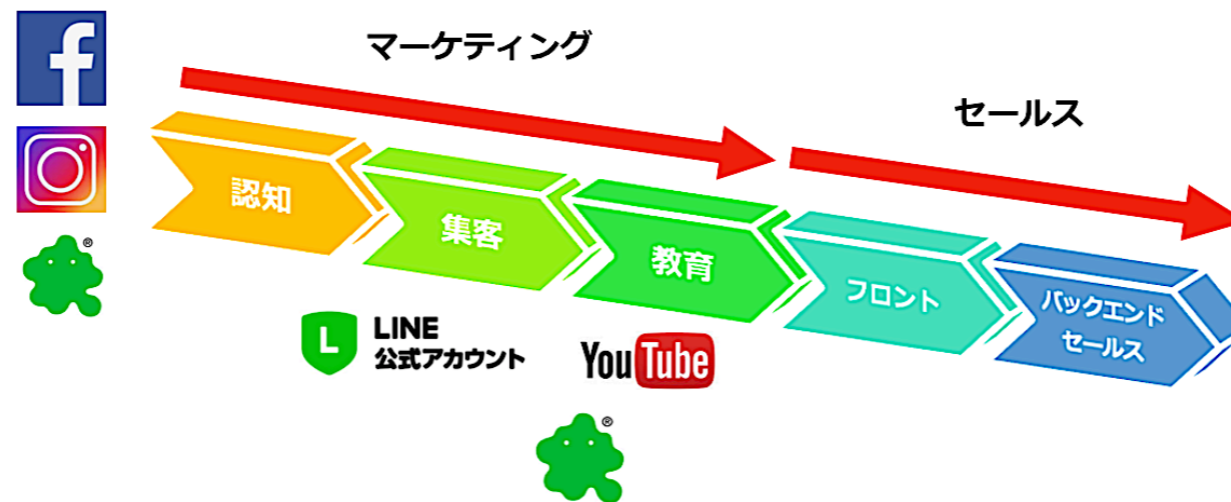 マーケティング
セールス
認知
集客
教育
フロント
バックエンド
セールス
L
LINE
公式アカウント
YouTube
®
®